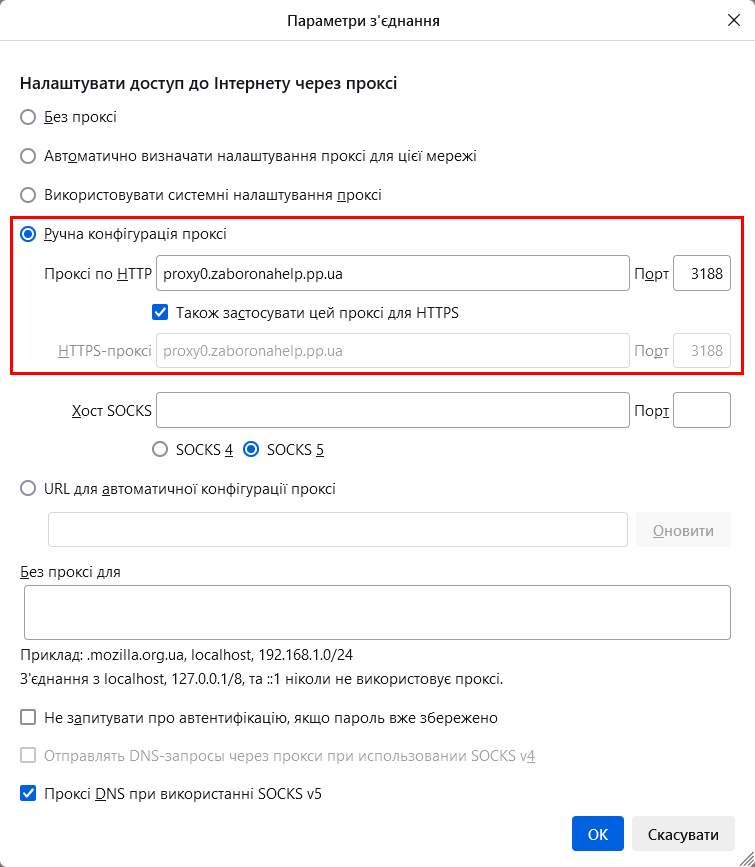 Параметри з'єднання
Налаштувати доступ до Інтернету через проксі
Без проксі
Автоматично визначати налаштування проксі для цієї мережі
Використовувати системні налаштування проксі
Ручна конфігурація проксі
Проксі по HTTP proxy0.zaboronahelp.pp.ua Порт 3188
Також застосувати цей проксі для HTTPS
HTTPS-проксі proxy0.zaboronahelp.pp.ua Порт 3188
Хост SOCKS Порт
SOCKS 4 SOCKS 5
URL для автоматичної конфігурації проксі
Оновити
Без проксі для
Приклад: .mozilla.org.ua, localhost, 192.168.1.0/24
З'єднання з localhost, 127.0.0.1/8, та ::1 ніколи не використовує проксі.
Не запитувати про автентифікацію, якщо пароль вже збережено
Отправлять DNS-запросы через прокси при использовании SOCKS v4
Проксі DNS при використанні SOCKS v5
OK Скасувати